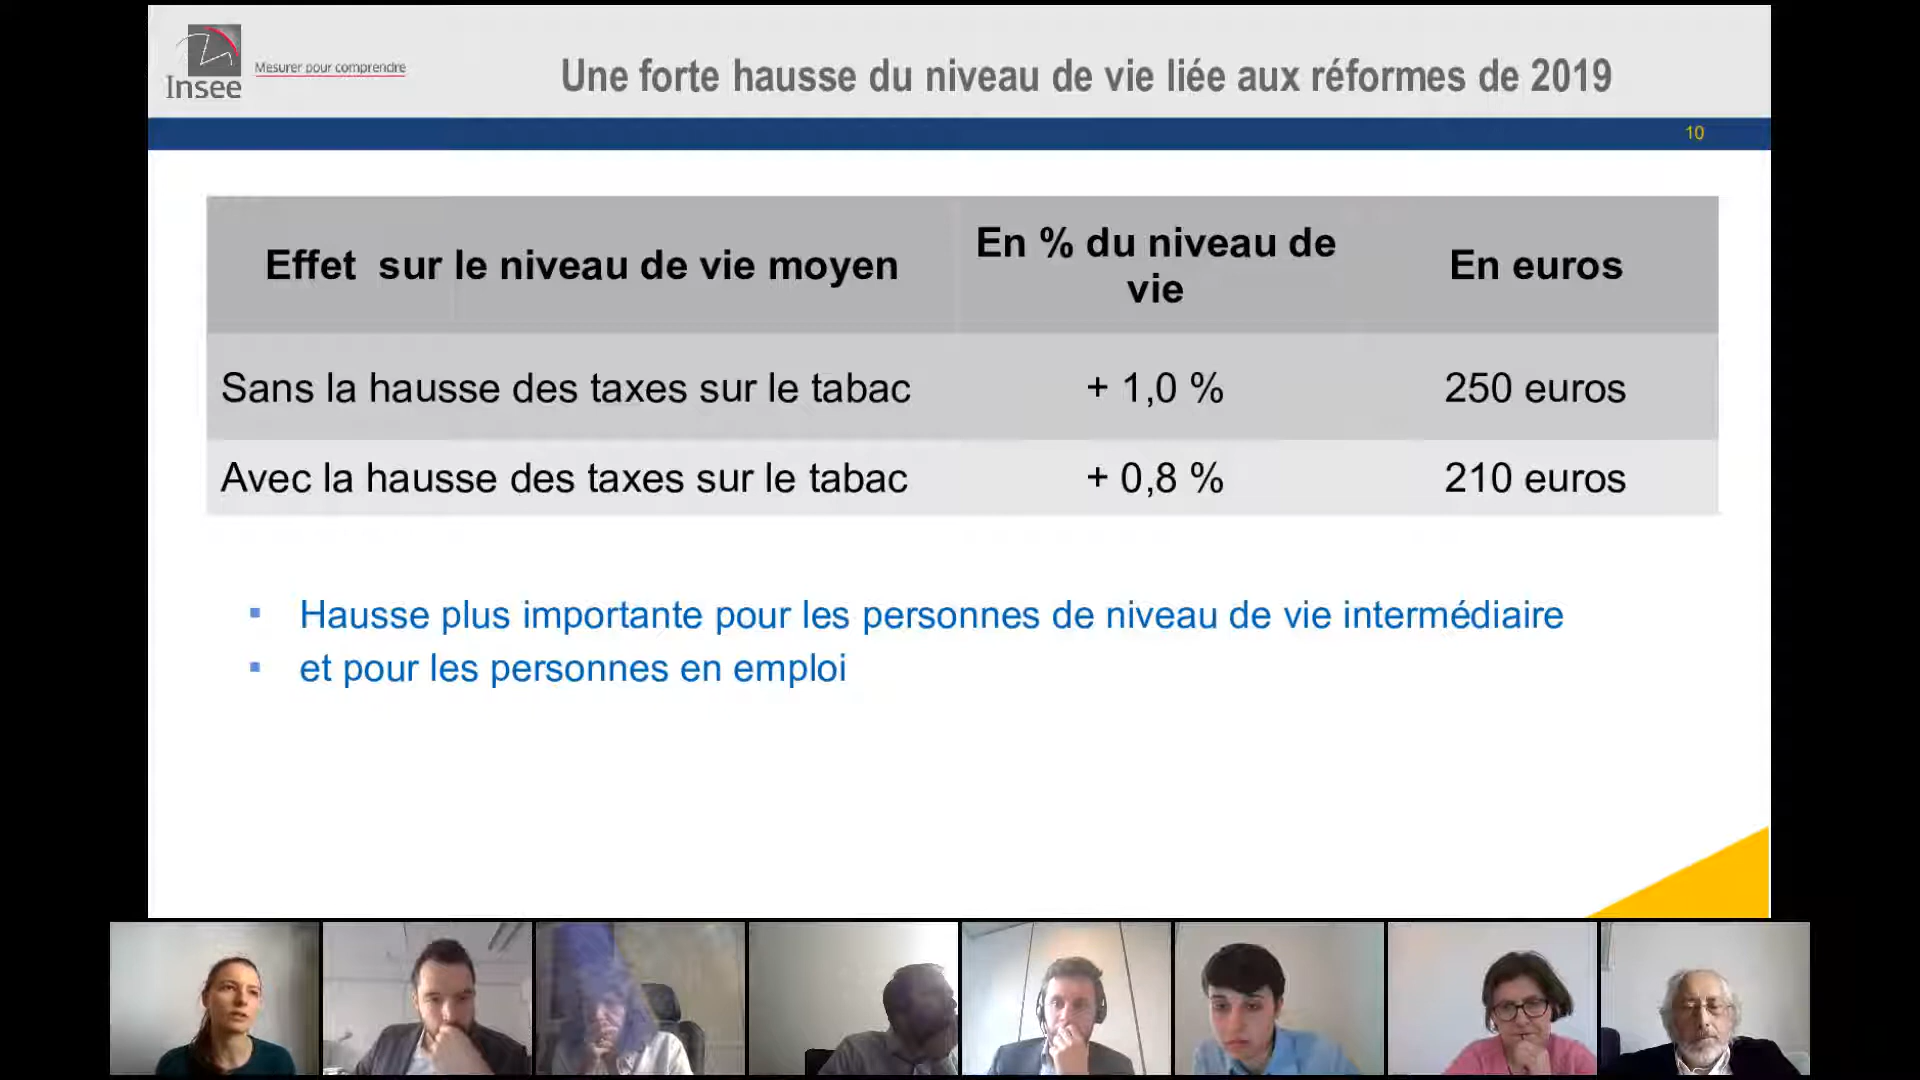 Insee
Mesurer pour comprendre
Une forte hausse du niveau de vie liée aux réformes de 2019
10
Effet sur le niveau de vie moyen
En % du niveau de
vie
En euros
Sans la hausse des taxes sur le tabac
+ 1,0 %
250 euros
Avec la hausse des taxes sur le tabac
+ 0,8 %
210 euros
▪ Hausse plus importante pour les personnes de niveau de vie intermédiaire
▪ et pour les personnes en emploi